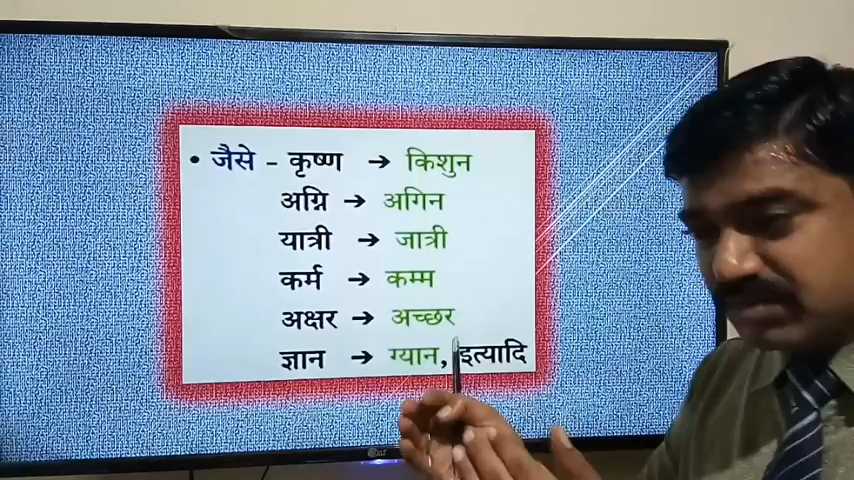 • जैसे - कृष्ण → किशुन
अग्नि → अगिन
यात्री → जात्री
कर्म → कम्म
अक्षर → अच्छर
ज्ञान → ग्यान, इत्यादि